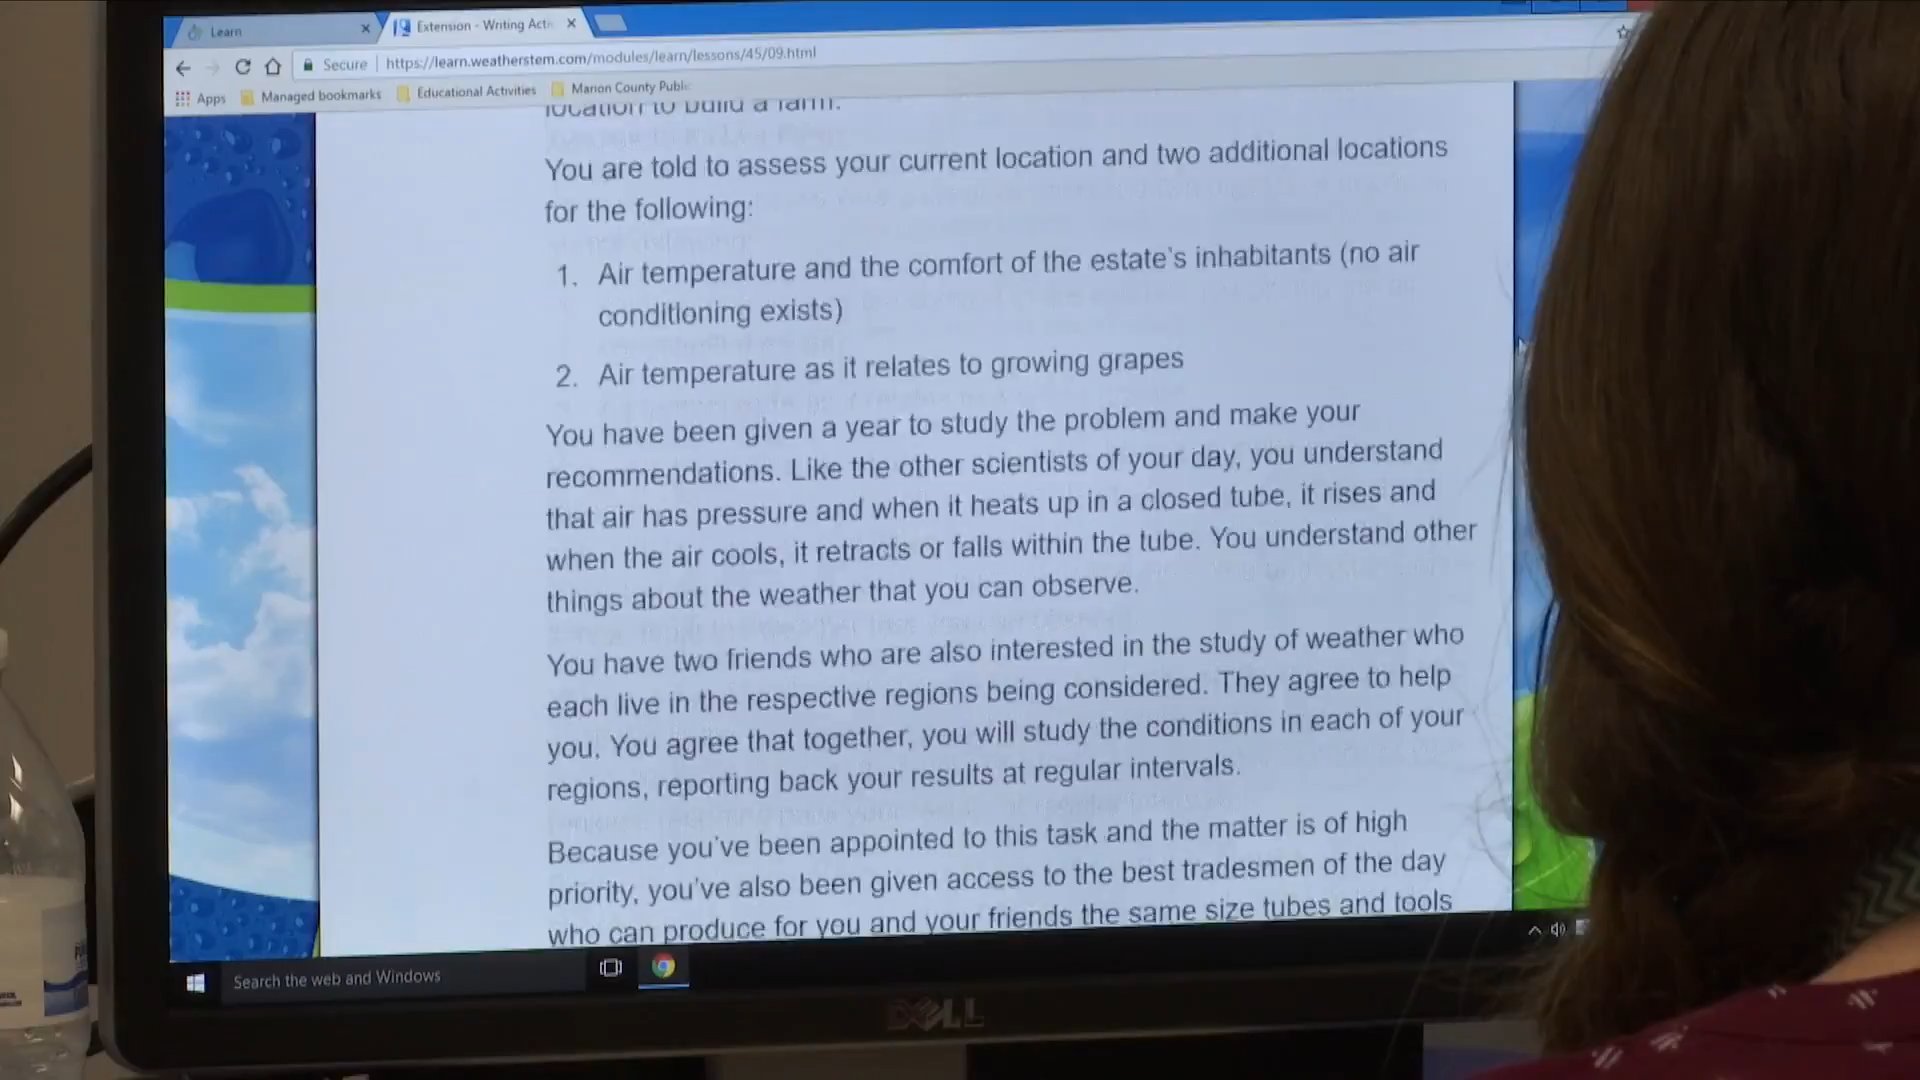 Learn
Extension - Writing Acti
Secure | https://learn.weatherstem.com/modules/learn/lessons/45/09.html
Apps Managed bookmarks Educational Activities Marion County Public
location to build a farm.
You are told to assess your current location and two additional locations
for the following:
1. Air temperature and the comfort of the estate's inhabitants (no air
conditioning exists)
2. Air temperature as it relates to growing grapes
You have been given a year to study the problem and make your
recommendations. Like the other scientists of your day, you understand
that air has pressure and when it heats up in a closed tube, it rises and
when the air cools, it retracts or falls within the tube. You understand other
things about the weather that you can observe.
You have two friends who are also interested in the study of weather who
each live in the respective regions being considered. They agree to help
you. You agree that together, you will study the conditions in each of your
regions, reporting back your results at regular intervals.
Because you've been appointed to this task and the matter is of high
priority, you've also been given access to the best tradesmen of the day
who can produce for you and your friends the same size tubes and tools
Search the web and Windows
DELL